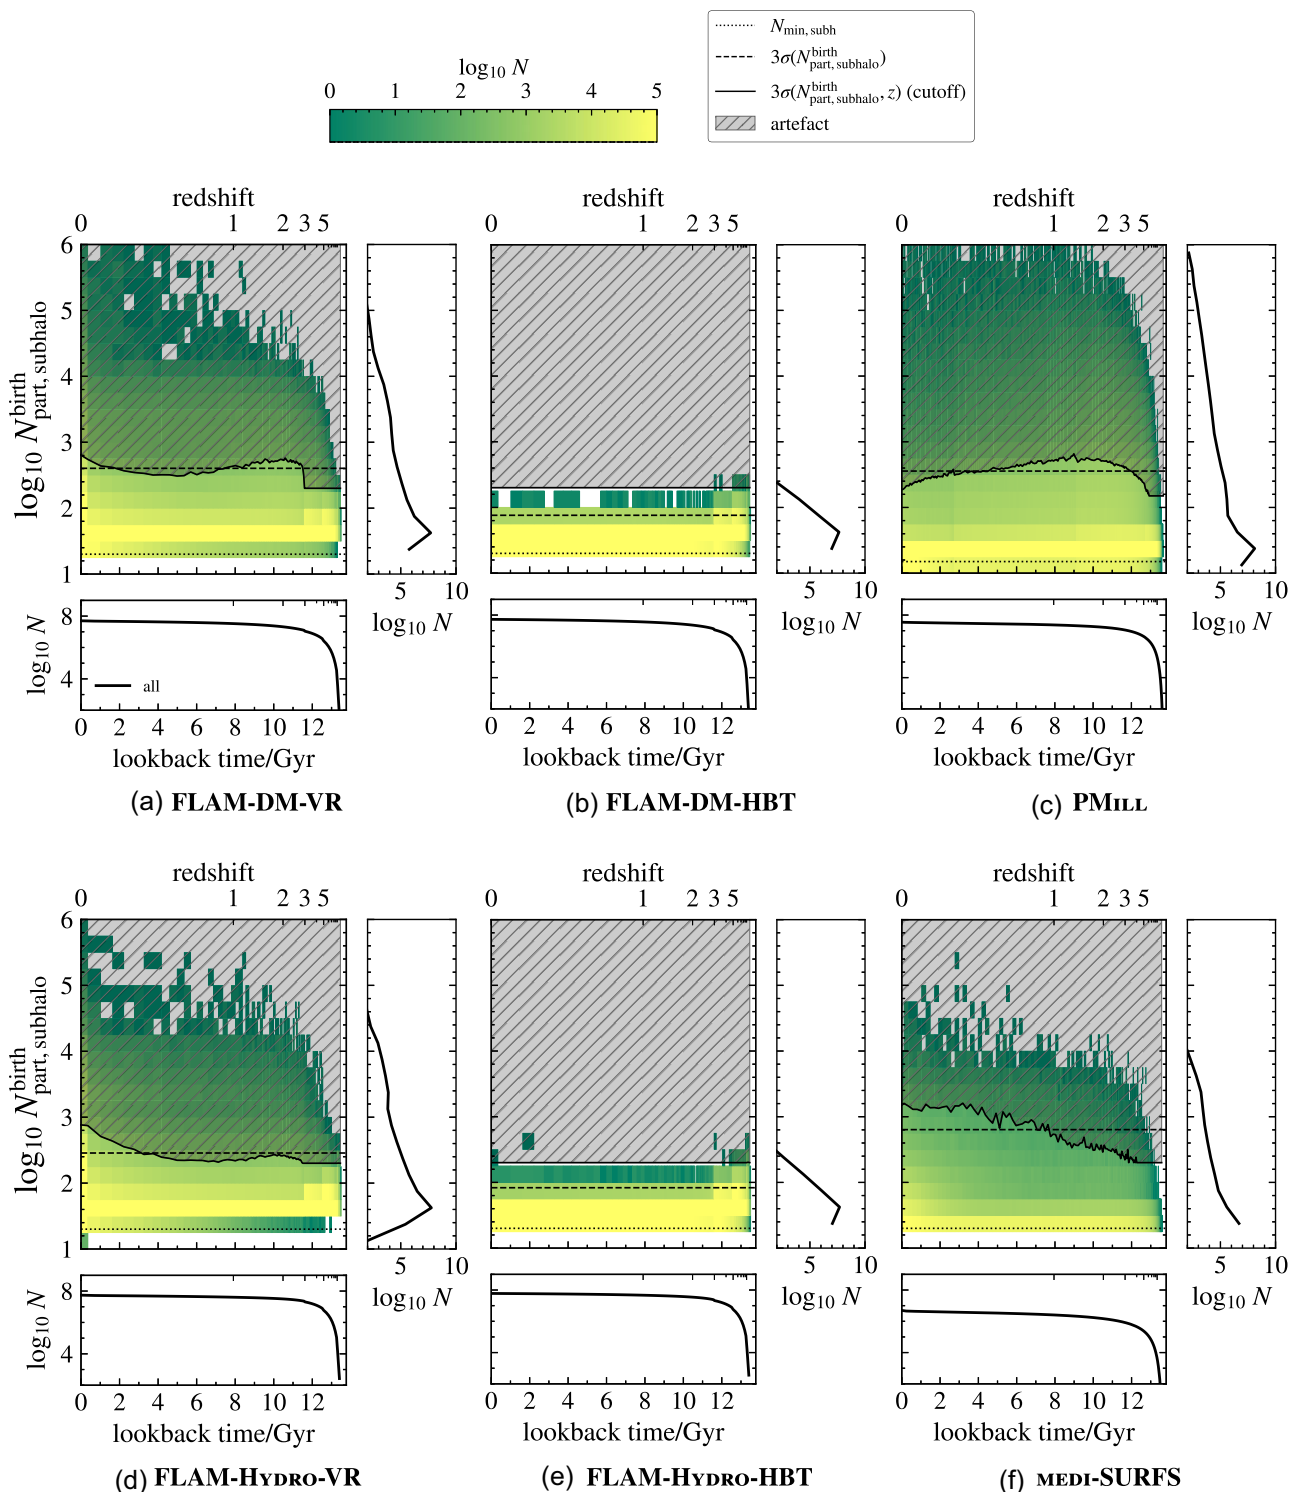 N_min, subh
3σ(N^birth_part, subhalo)
3σ(N^birth_part, subhalo, z) (cutoff)
artefact
log₁₀ N
0 1 2 3 4 5
redshift redshift redshift
0 1 2 3 5 0 1 2 3 5 0 1 2 3 5
6
5
4
3
2
1
log₁₀ N^birth_part, subhalo
5 10 5 10 5 10
log₁₀ N log₁₀ N log₁₀ N
8
4
log₁₀ N
all
0 2 4 6 8 10 12 0 2 4 6 8 10 12 0 2 4 6 8 10 12
lookback time/Gyr lookback time/Gyr lookback time/Gyr
(a) FLAM-DM-VR (b) FLAM-DM-HBT (c) PMILL
redshift redshift redshift
0 1 2 3 5 0 1 2 3 5 0 1 2 3 5
6
5
4
3
2
1
log₁₀ N^birth_part, subhalo
5 10 5 10 5 10
log₁₀ N log₁₀ N log₁₀ N
8
4
log₁₀ N
0 2 4 6 8 10 12 0 2 4 6 8 10 12 0 2 4 6 8 10 12
lookback time/Gyr lookback time/Gyr lookback time/Gyr
(d) FLAM-HYDRO-VR (e) FLAM-HYDRO-HBT (f) MEDI-SURFS